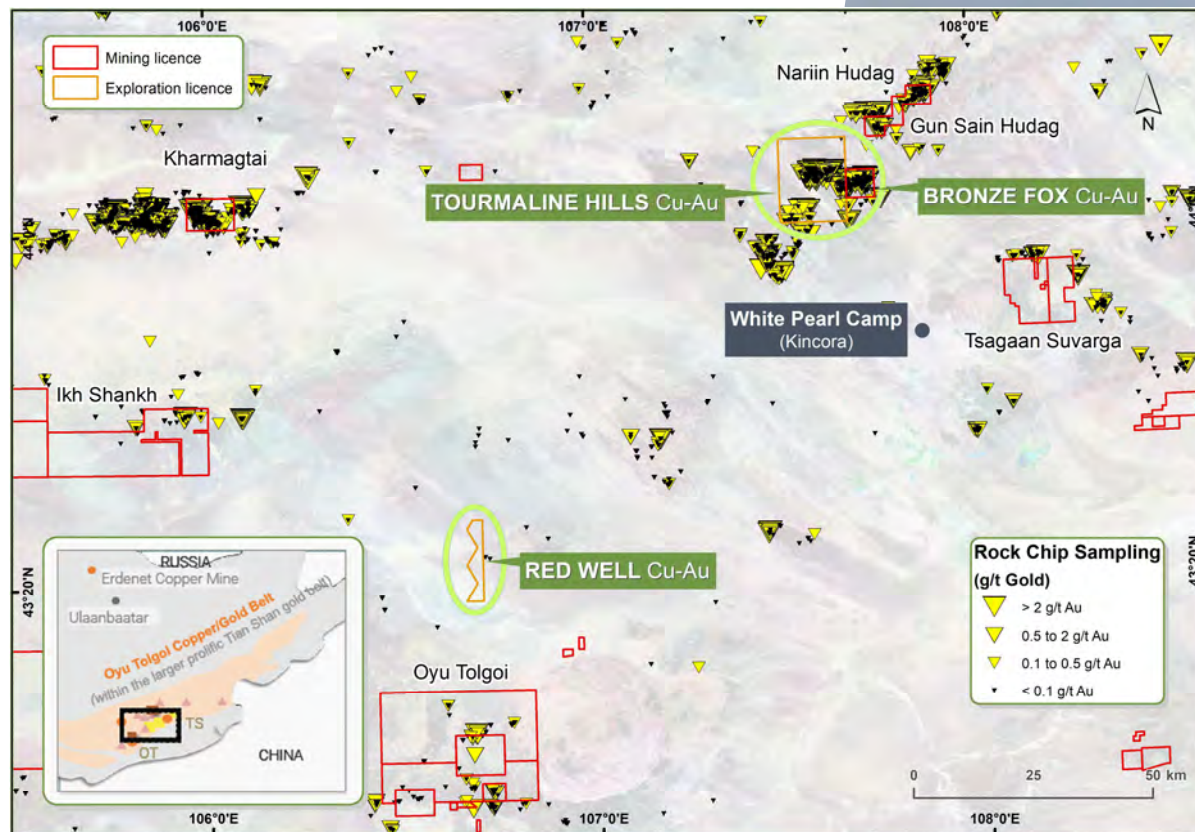 106°0'E
107°0'E
108°0'E
Mining licence
Exploration licence
Nariin Hudag
N
Gun Sain Hudag
Kharmagtai
TOURMALINE HILLS Cu-Au
BRONZE FOX Cu-Au
White Pearl Camp
(Kincora)
Tsagaan Suvarga
Ikh Shankh
RED WELL Cu-Au
43°20'N
43°20'N
Rock Chip Sampling
(g/t Gold)
> 2 g/t Au
0.5 to 2 g/t Au
0.1 to 0.5 g/t Au
< 0.1 g/t Au
RUSSIA
Erdenet Copper Mine
Ulaanbaatar
Oyu Tolgoi Copper/Gold Belt
(within the larger prolific Tian Shan gold belt)
TS
OT
CHINA
Oyu Tolgoi
0
25
50 km
106°0'E
107°0'E
108°0'E